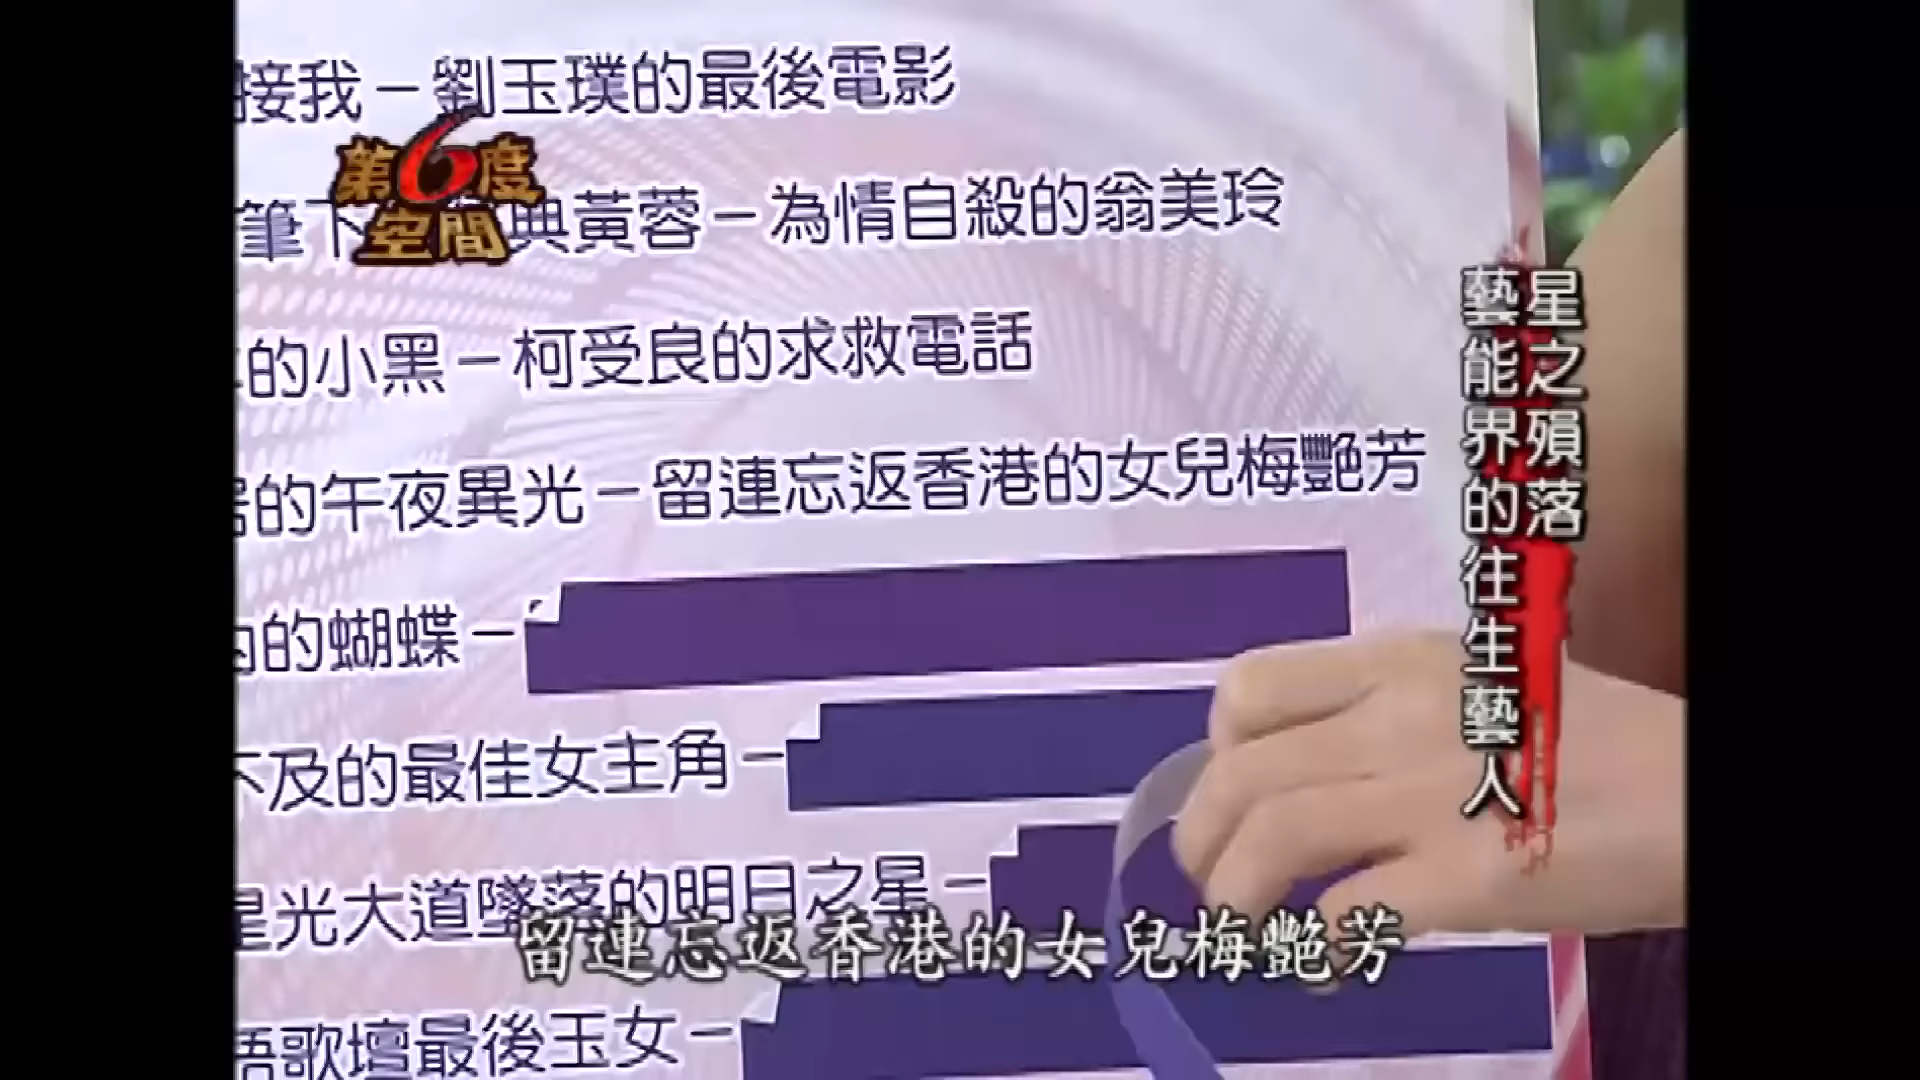 接我－劉玉璞的最後電影
第6度空間
筆下 典黃蓉－為情自殺的翁美玲
的小黑－柯受良的求救電話
的午夜異光－留連忘返香港的女兒梅艷芳
的蝴蝶－
不及的最佳女主角－
星光大道墜落的明日之星－
語歌壇最後玉女－
星之殞落
藝能界的往生藝人
留連忘返香港的女兒梅艷芳